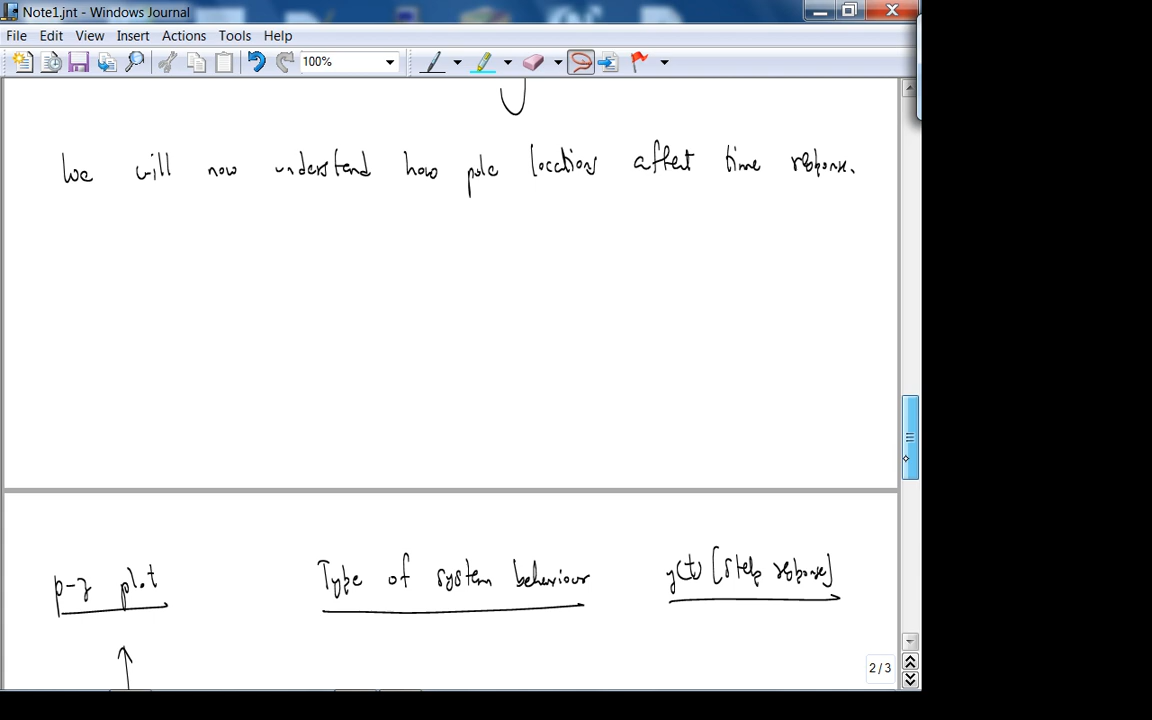 Note1.jnt - Windows Journal
File Edit View Insert Actions Tools Help
100%
We will now understand how pole locations affect time response.
p-z plot Type of system behaviour y(t) [step response]
2/3